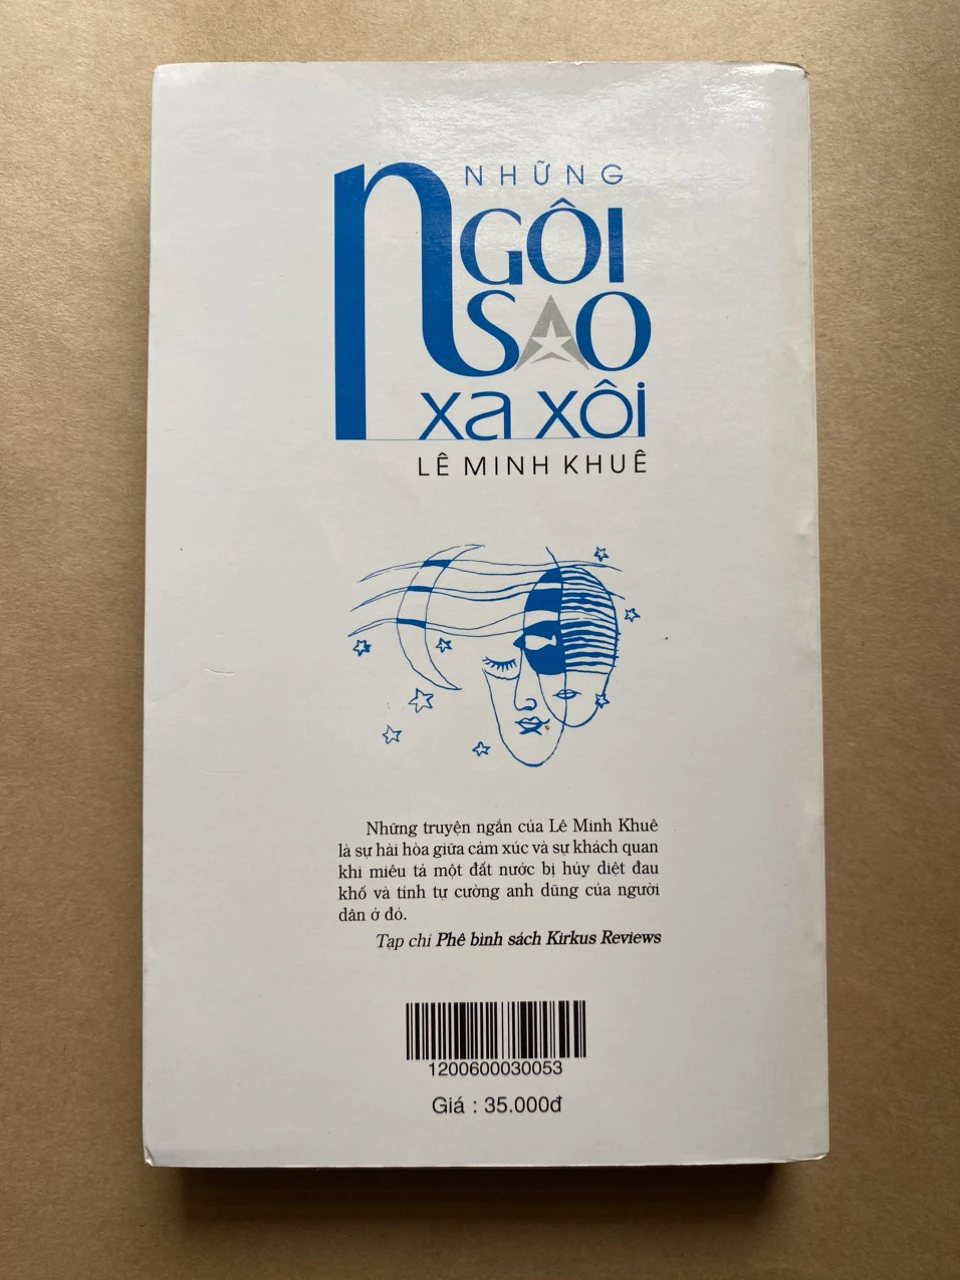 NHỮNG
NGÔI
SAO
XA XÔI
LÊ MINH KHUÊ
Những truyện ngắn của Lê Minh Khuê
là sự hài hòa giữa cảm xúc và sự khách quan
khi miêu tả một đất nước bị hủy diệt đau
khổ và tính tự cường anh dũng của người
dân ở đó.
Tạp chí Phê bình sách Kirkus Reviews
1200600030053
Giá : 35.000đ